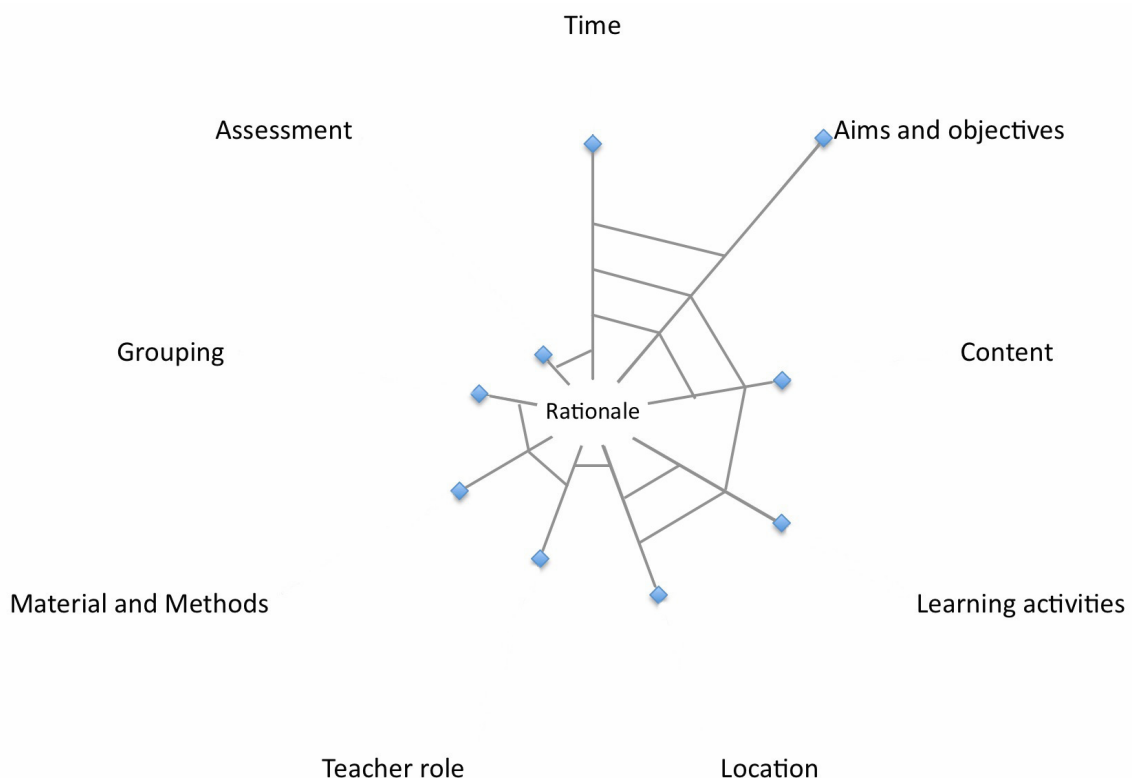 Time
Assessment
Aims and objectives
Grouping
Content
Rationale
Material and Methods
Learning activities
Teacher role
Location